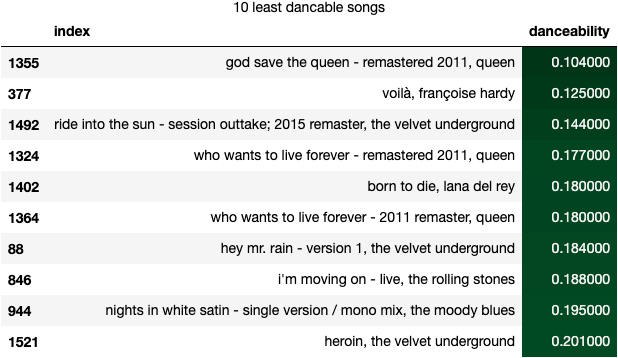 10 least dancable songs
index danceability
1355 god save the queen - remastered 2011, queen 0.104000
377 voilà, françoise hardy 0.125000
1492 ride into the sun - session outtake; 2015 remaster, the velvet underground 0.144000
1324 who wants to live forever - remastered 2011, queen 0.177000
1402 born to die, lana del rey 0.180000
1364 who wants to live forever - 2011 remaster, queen 0.180000
88 hey mr. rain - version 1, the velvet underground 0.184000
846 i'm moving on - live, the rolling stones 0.188000
944 nights in white satin - single version / mono mix, the moody blues 0.195000
1521 heroin, the velvet underground 0.201000